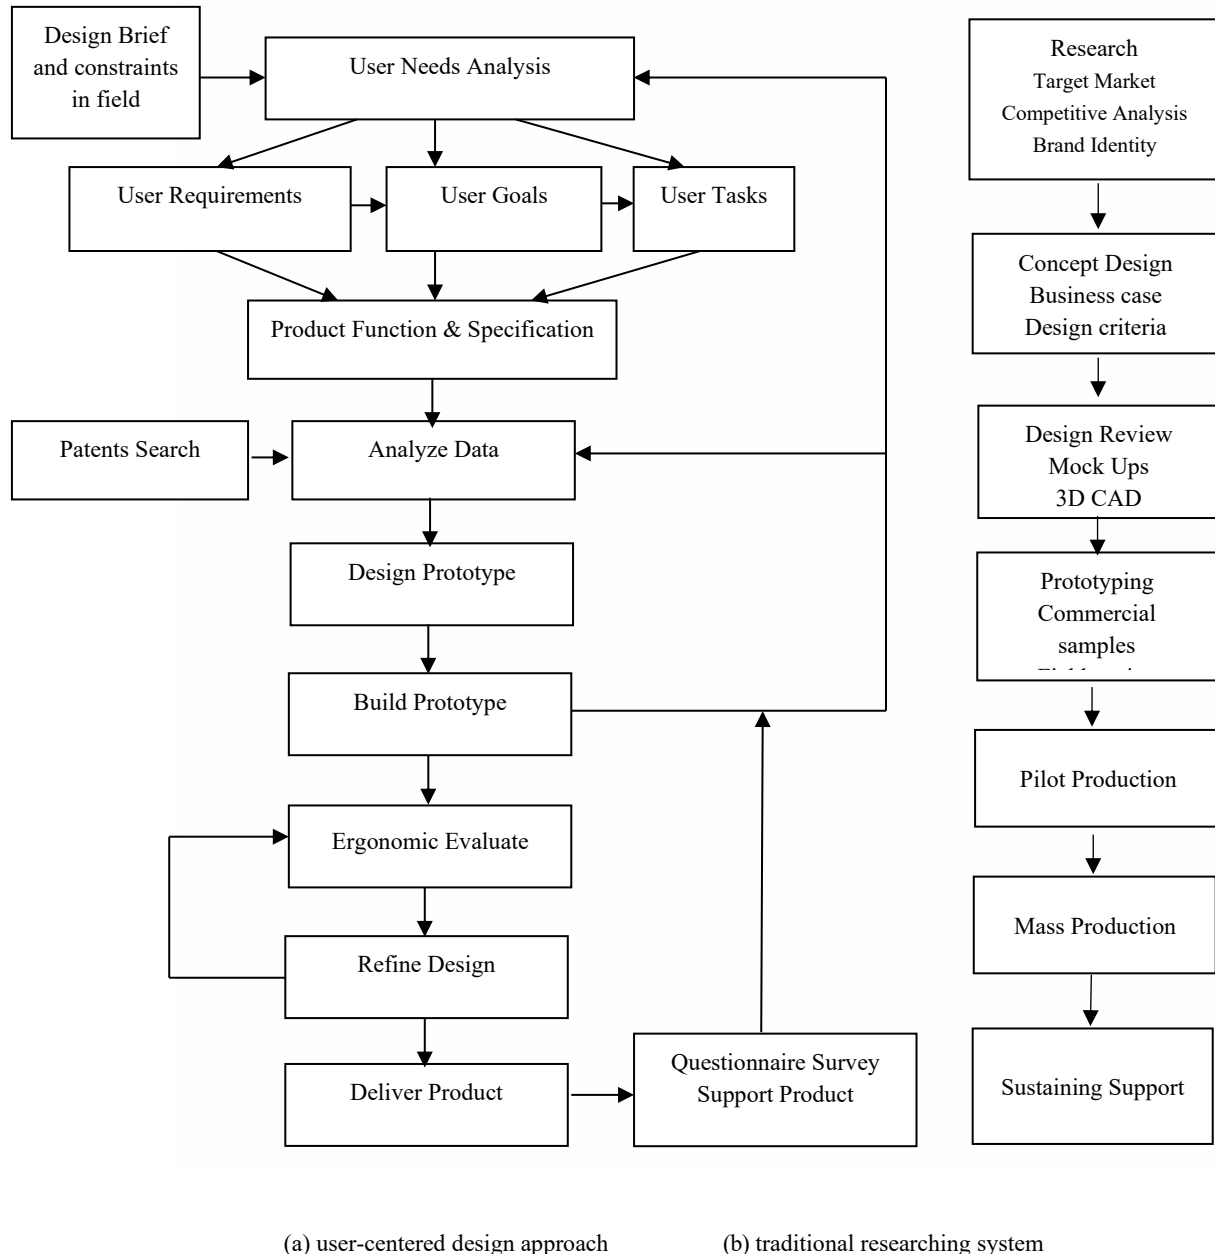 Design Brief
and constraints
in field
User Needs Analysis
User Requirements
User Goals
User Tasks
Product Function & Specification
Patents Search
Analyze Data
Design Prototype
Build Prototype
Ergonomic Evaluate
Refine Design
Deliver Product
Questionnaire Survey
Support Product
(a) user-centered design approach
Research
Target Market
Competitive Analysis
Brand Identity
Concept Design
Business case
Design criteria
Design Review
Mock Ups
3D CAD
Prototyping
Commercial
samples
Pilot Production
Mass Production
Sustaining Support
(b) traditional researching system